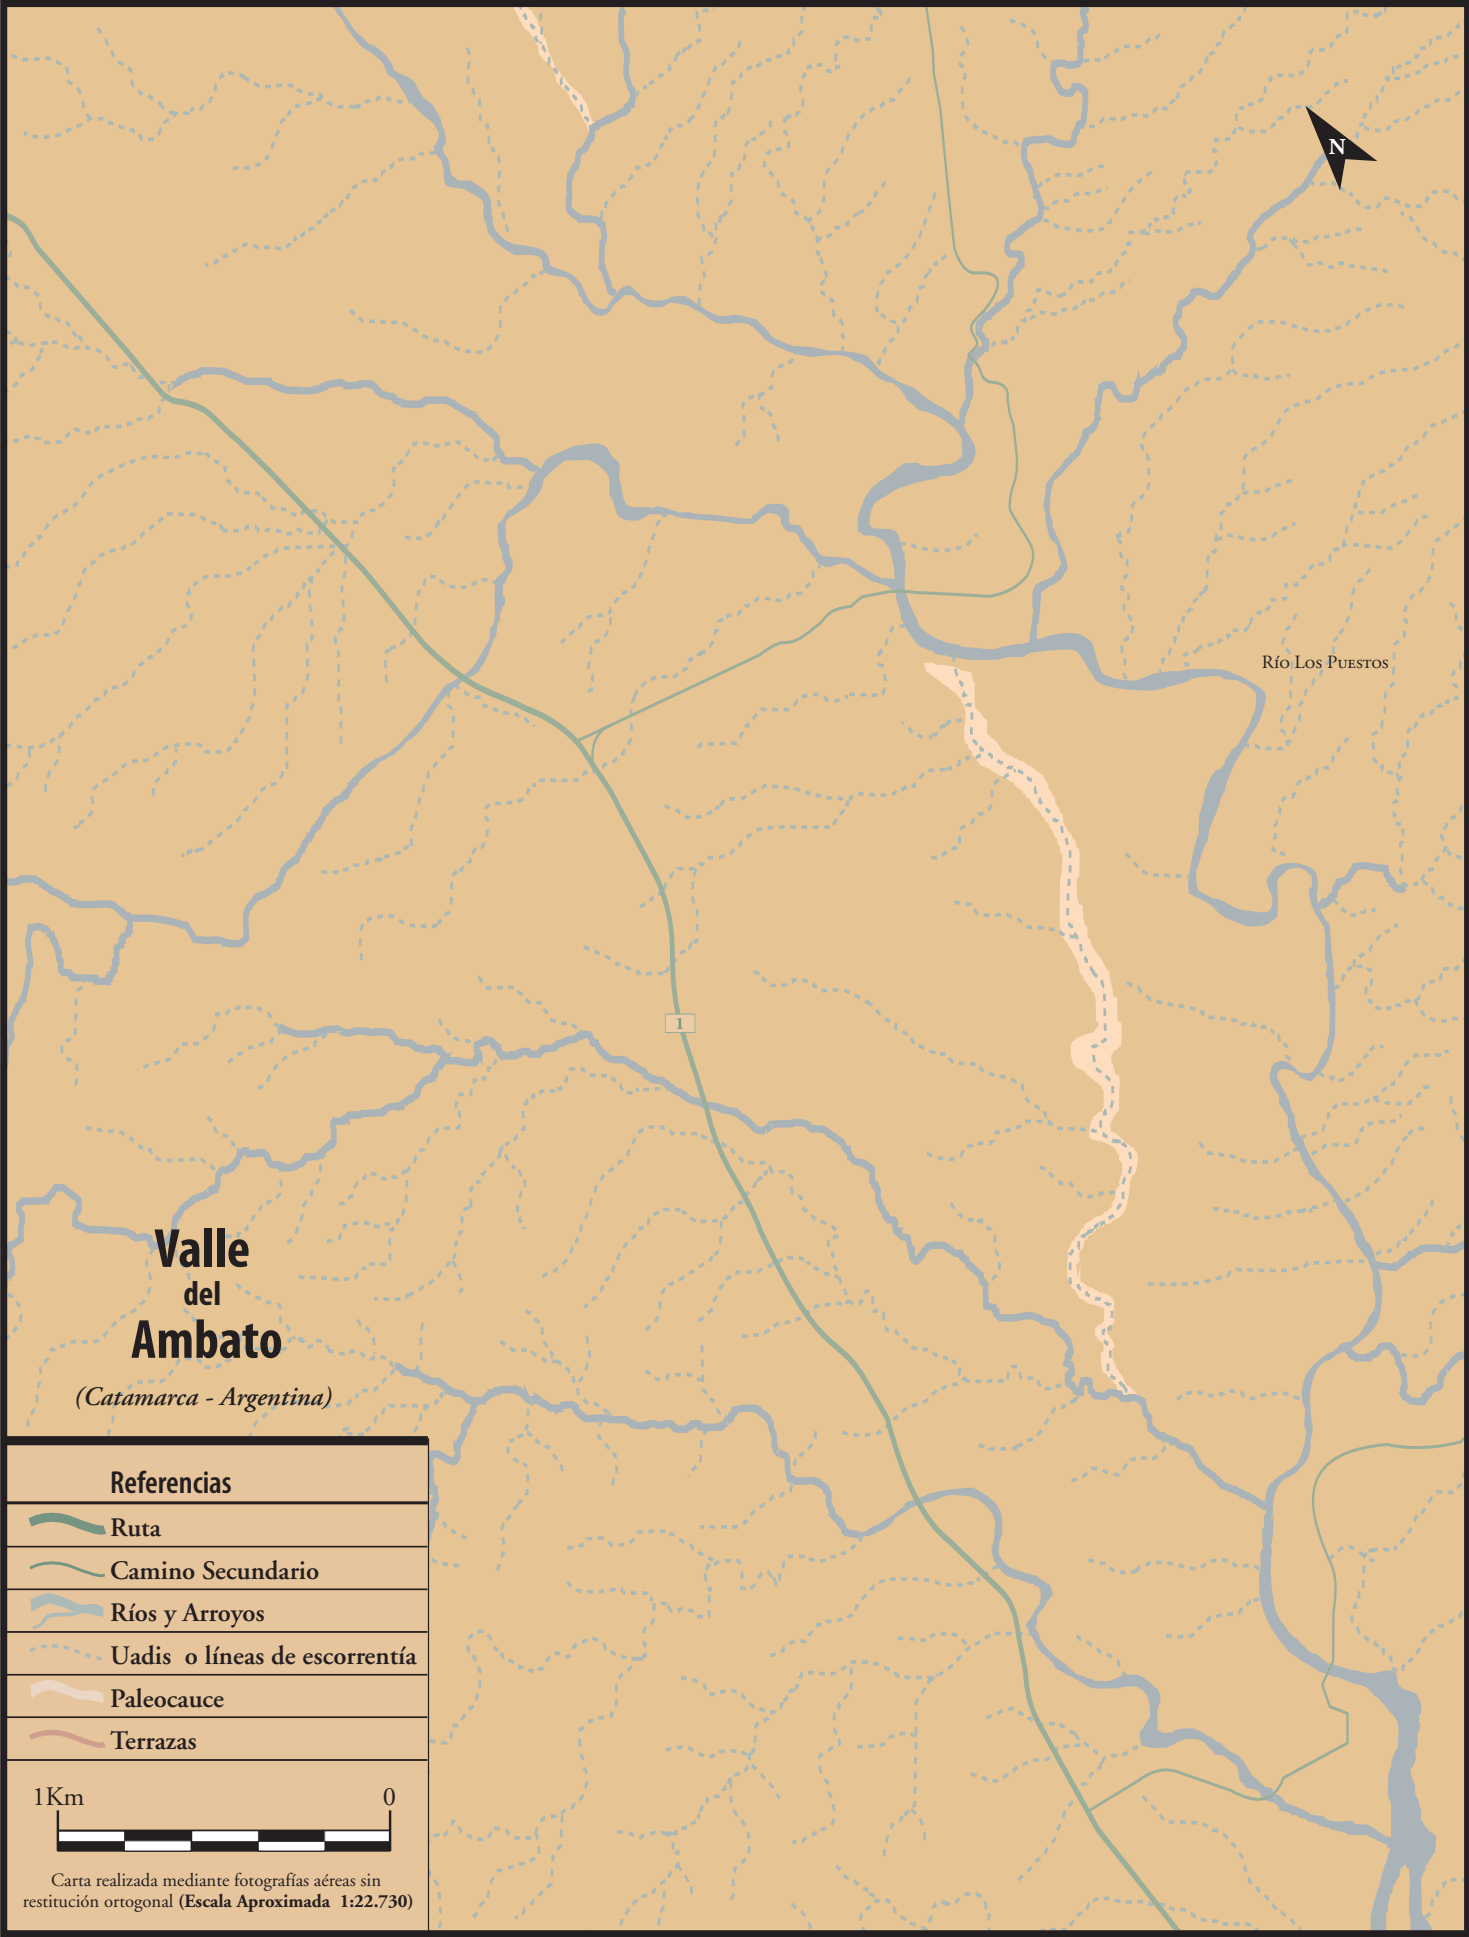 N
Río Los Puestos
1
Valle
del
Ambato
(Catamarca - Argentina)
Referencias
Ruta
Camino Secundario
Ríos y Arroyos
Uadis o líneas de escorrentía
Paleocauce
Terrazas
1Km 0
Carta realizada mediante fotografías aéreas sin
restitución ortogonal (Escala Aproximada 1:22.730)